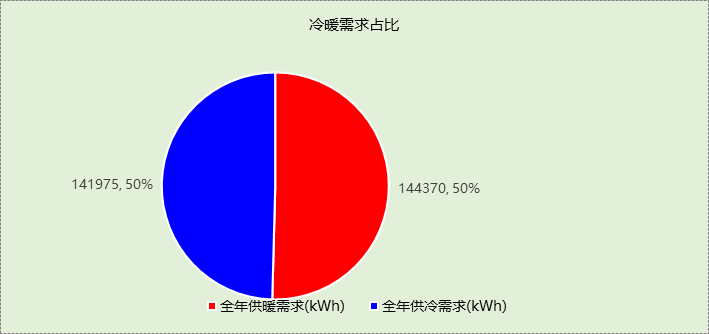 冷暖需求占比
141975, 50%
144370, 50%
全年供暖需求(kWh)
全年供冷需求(kWh)